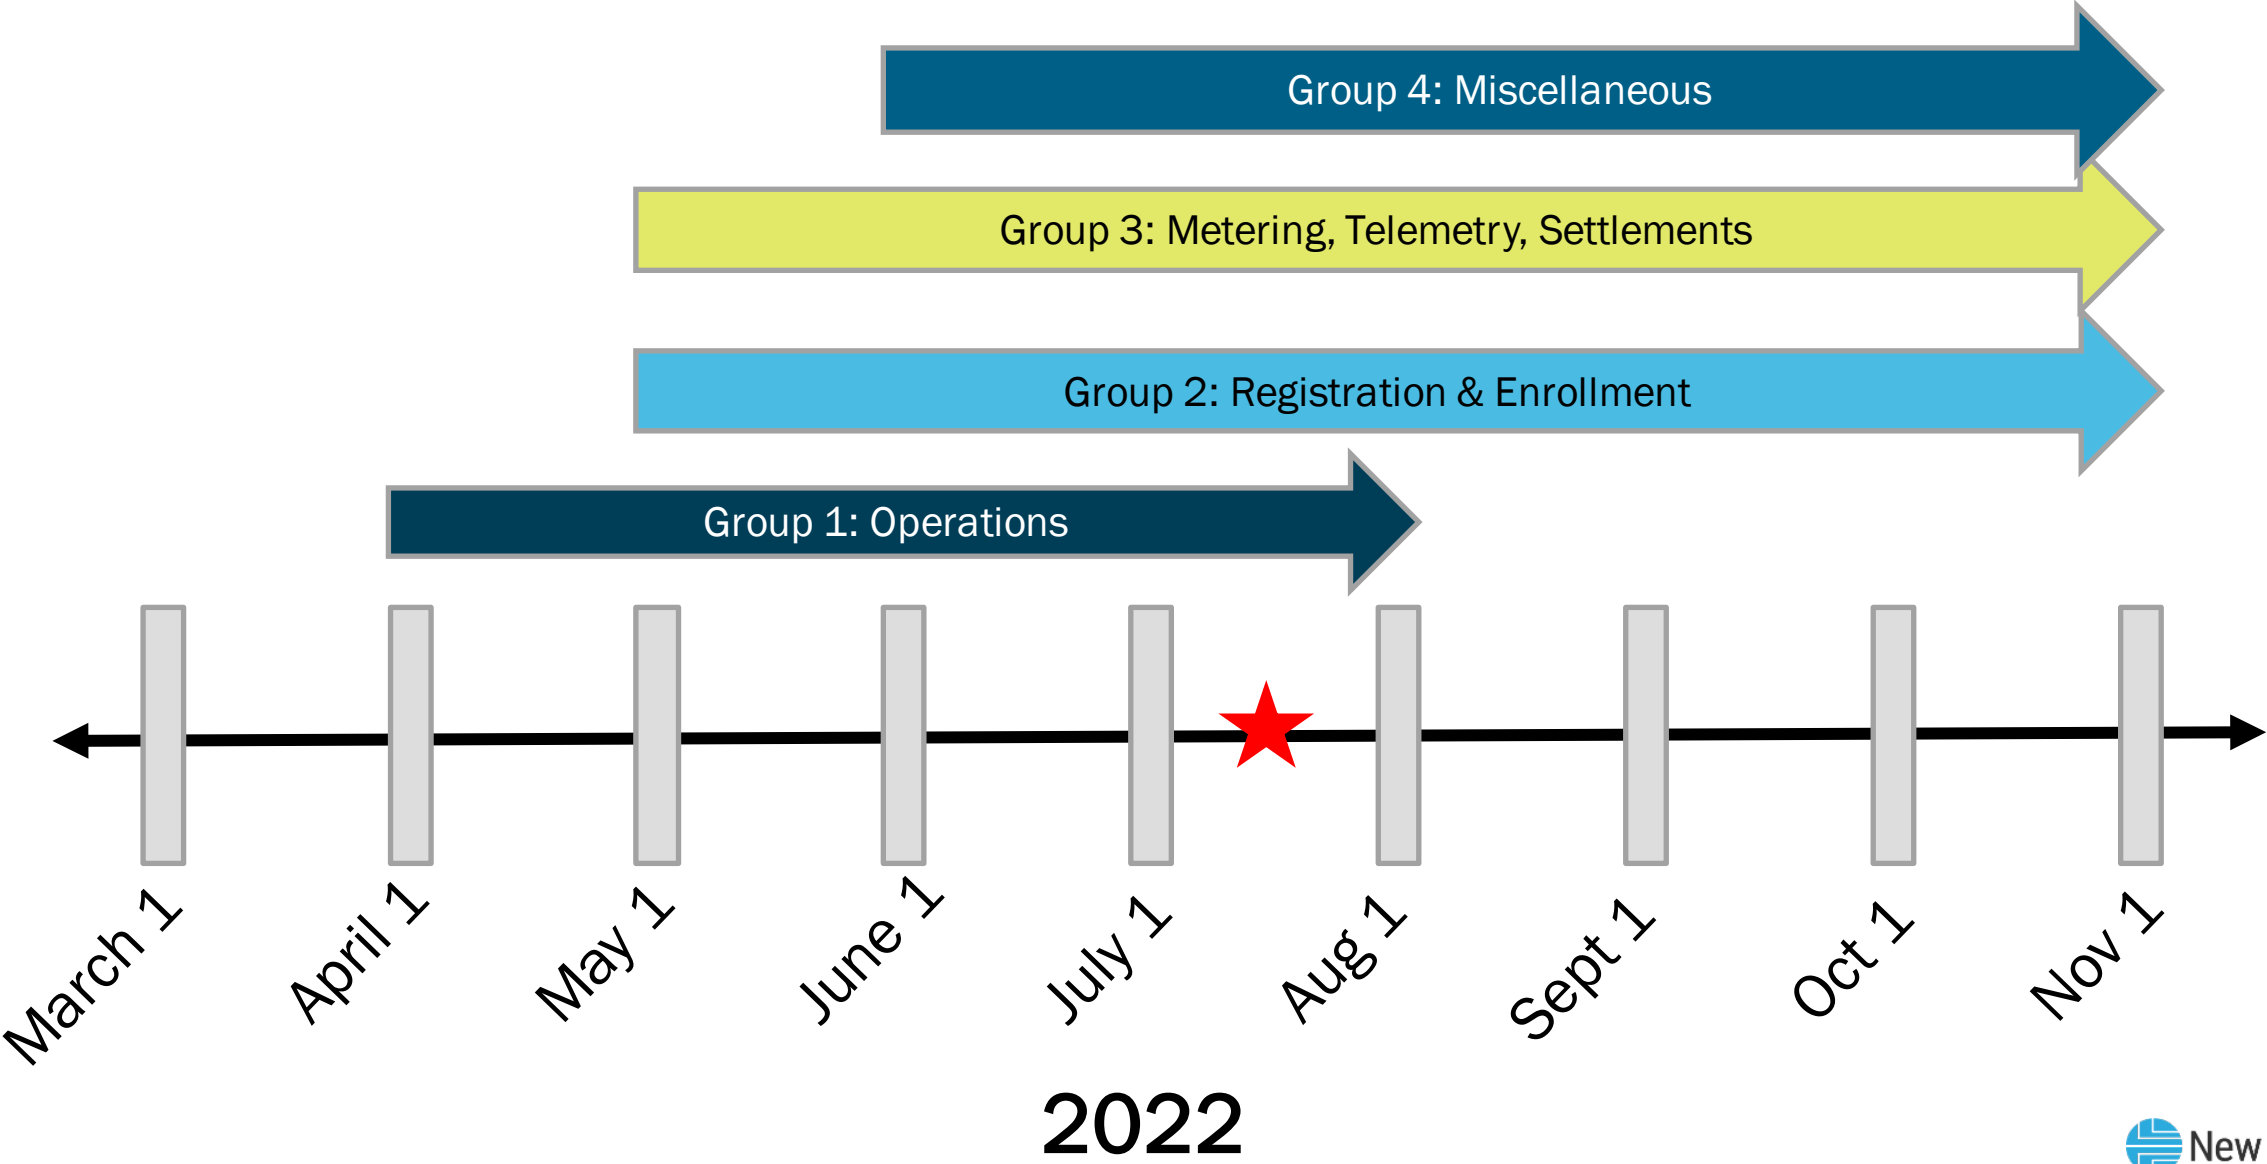 Group 4: Miscellaneous
Group 3: Metering, Telemetry, Settlements
Group 2: Registration & Enrollment
Group 1: Operations
March 1
April 1
May 1
June 1
July 1
Aug 1
Sept 1
Oct 1
Nov 1
2022
New